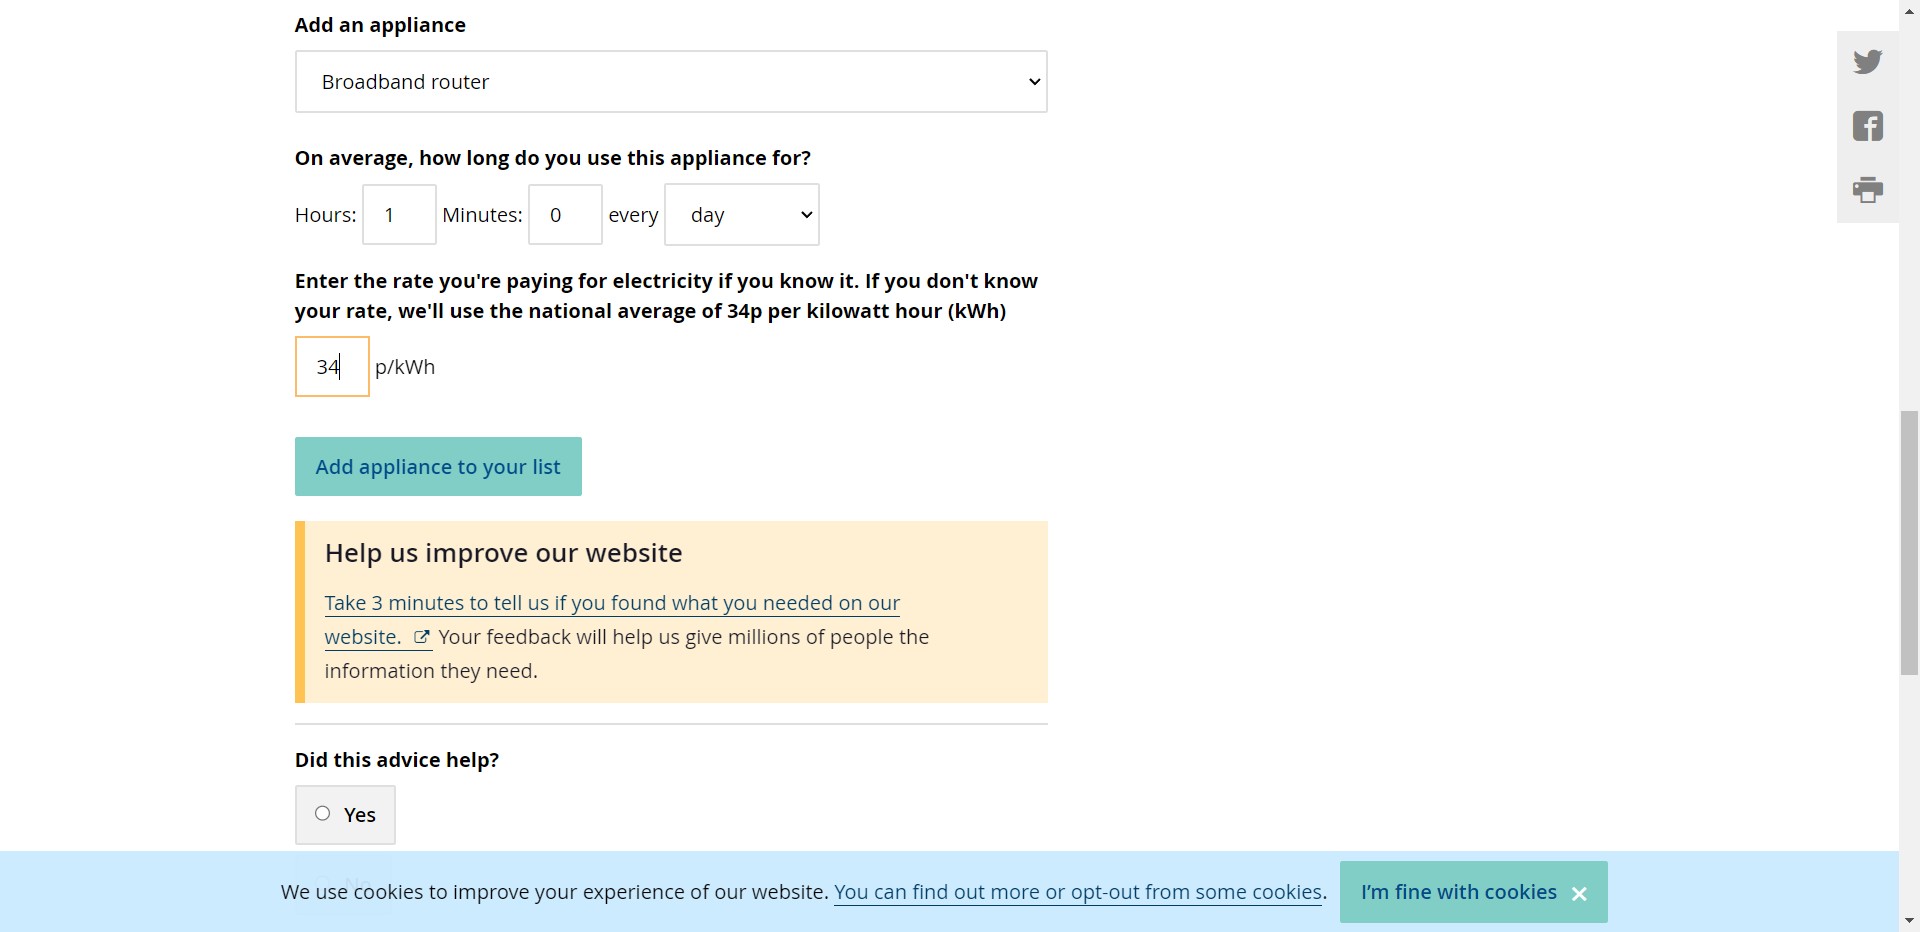 Add an appliance
Broadband router
On average, how long do you use this appliance for?
Hours: 1 Minutes: 0 every day
Enter the rate you're paying for electricity if you know it. If you don't know
your rate, we'll use the national average of 34p per kilowatt hour (kWh)
34 p/kWh
Add appliance to your list
Help us improve our website
Take 3 minutes to tell us if you found what you needed on our
website. Your feedback will help us give millions of people the
information they need.
Did this advice help?
Yes
No
We use cookies to improve your experience of our website. You can find out more or opt-out from some cookies. I’m fine with cookies